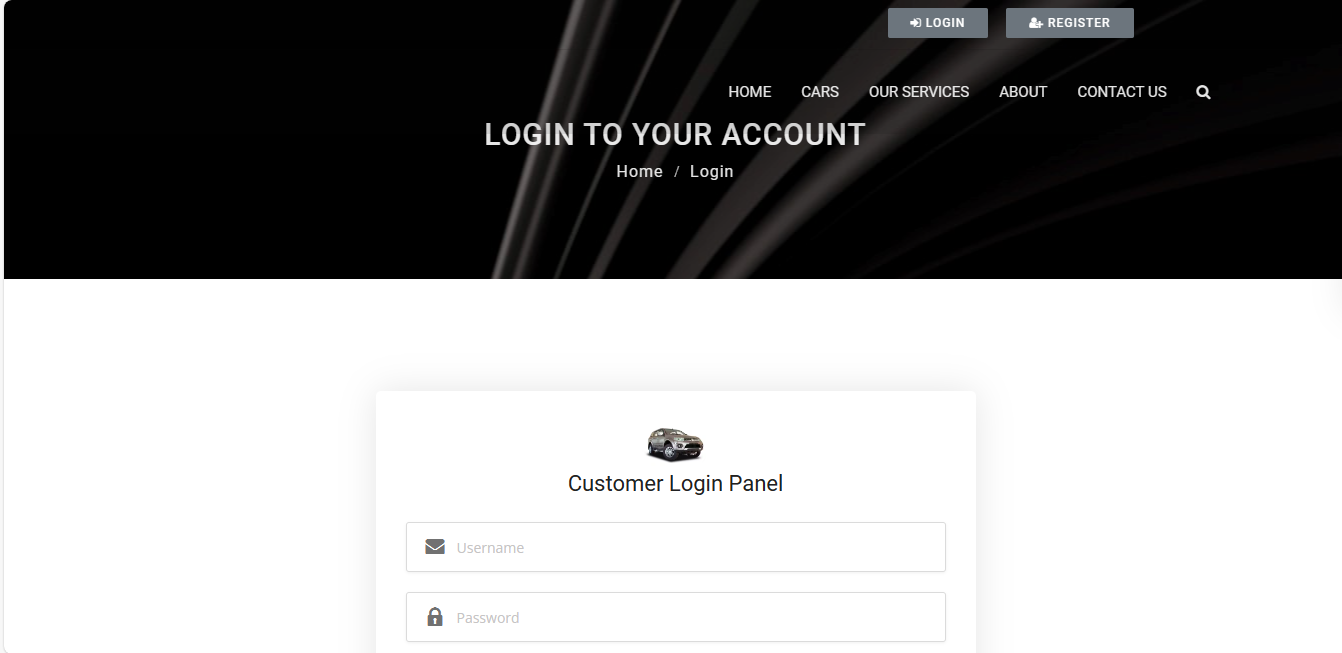 LOGIN REGISTER
HOME CARS OUR SERVICES ABOUT CONTACT US
LOGIN TO YOUR ACCOUNT
Home / Login
Customer Login Panel
Username
Password